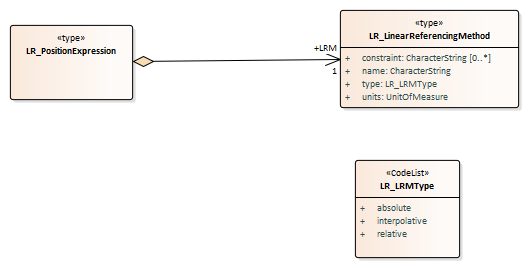 «type»
LR_PositionExpression
+LRM
1
«type»
LR_LinearReferencingMethod
+ constraint: CharacterString [0..*]
+ name: CharacterString
+ type: LR_LRMType
+ units: UnitOfMeasure
«CodeList»
LR_LRMType
+ absolute
+ interpolative
+ relative